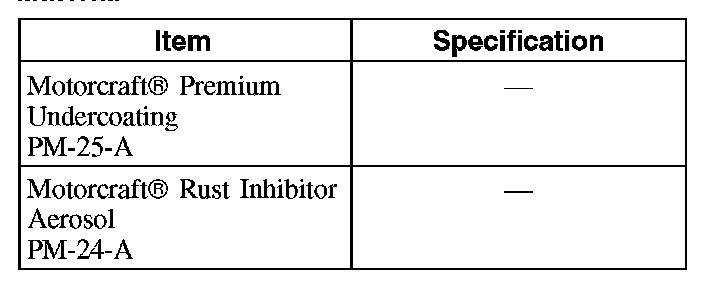 Item Specification
Motorcraft® Premium —
Undercoating
PM-25-A
Motorcraft® Rust Inhibitor —
Aerosol
PM-24-A